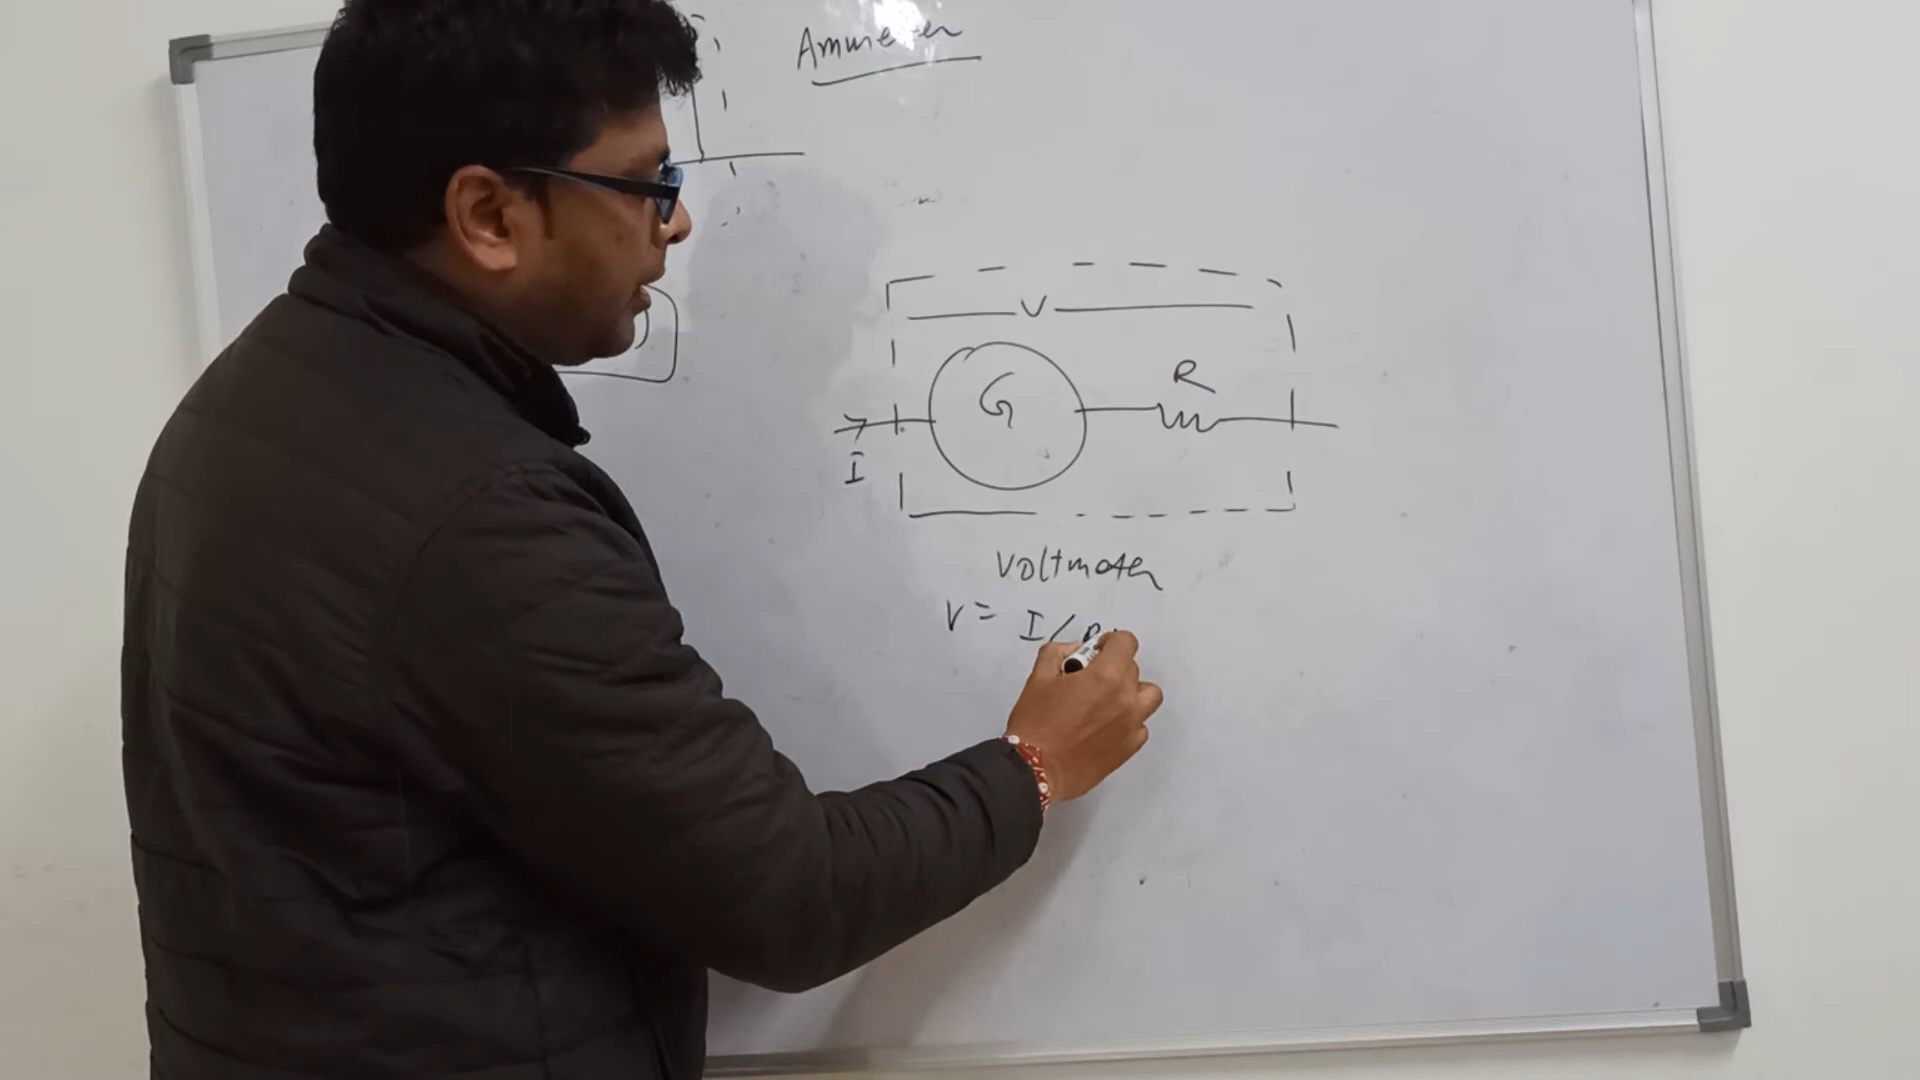 Ammeter
V
G
R
I
Voltmeter
V = I/R